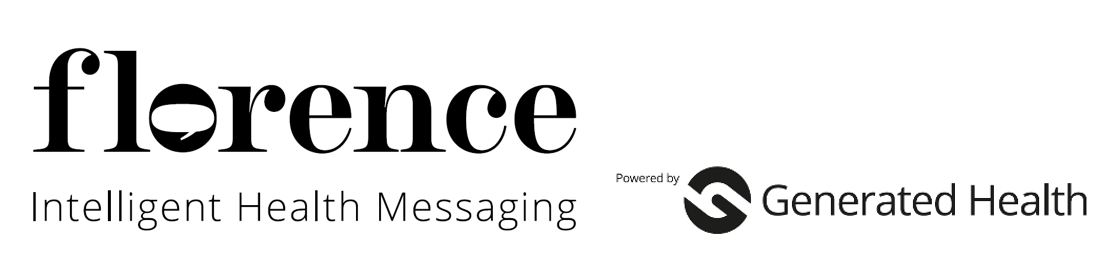 florence
Intelligent Health Messaging
Powered by
Generated Health